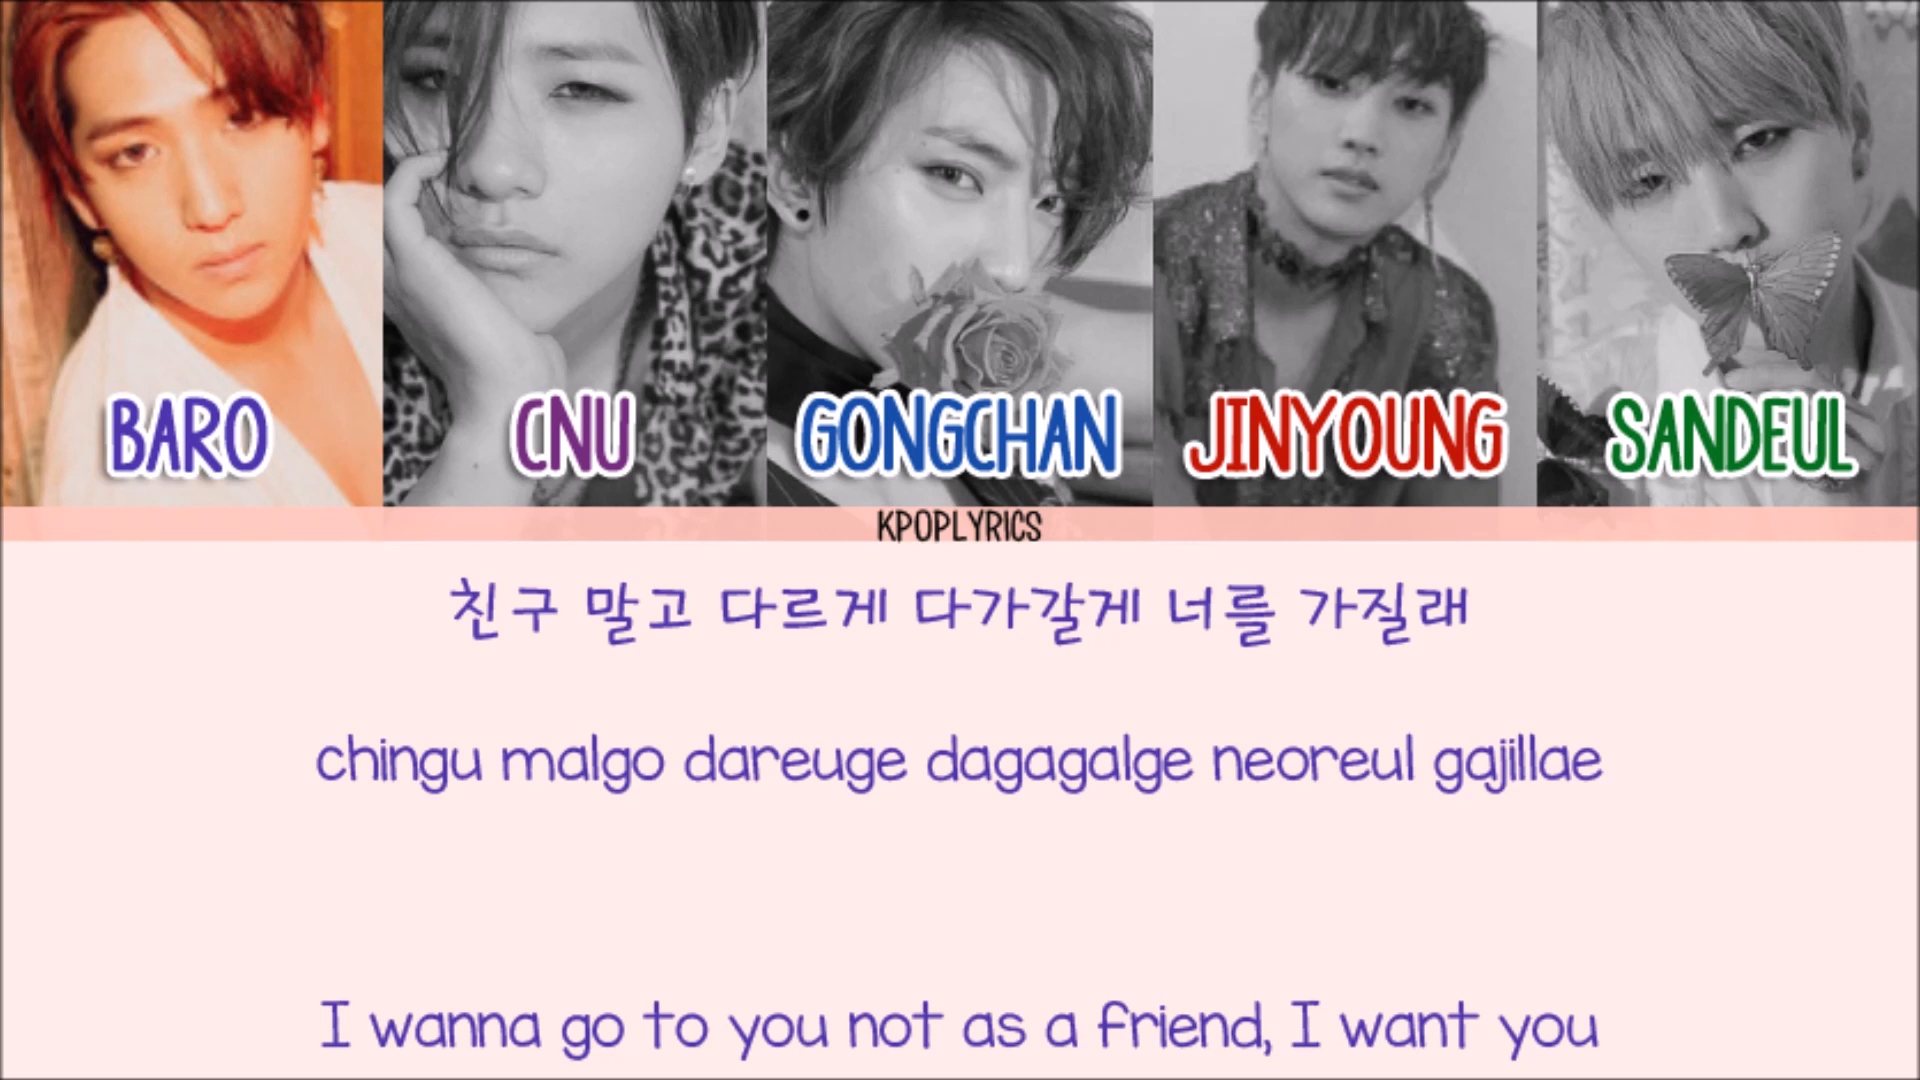 BARO CNU GONGCHAN JINYOUNG SANDEUL
KPOPLYRICS
친구 말고 다르게 다가갈게 너를 가질래
chingu malgo dareuge dagagalge neoreul gajillae
I wanna go to you not as a friend, I want you